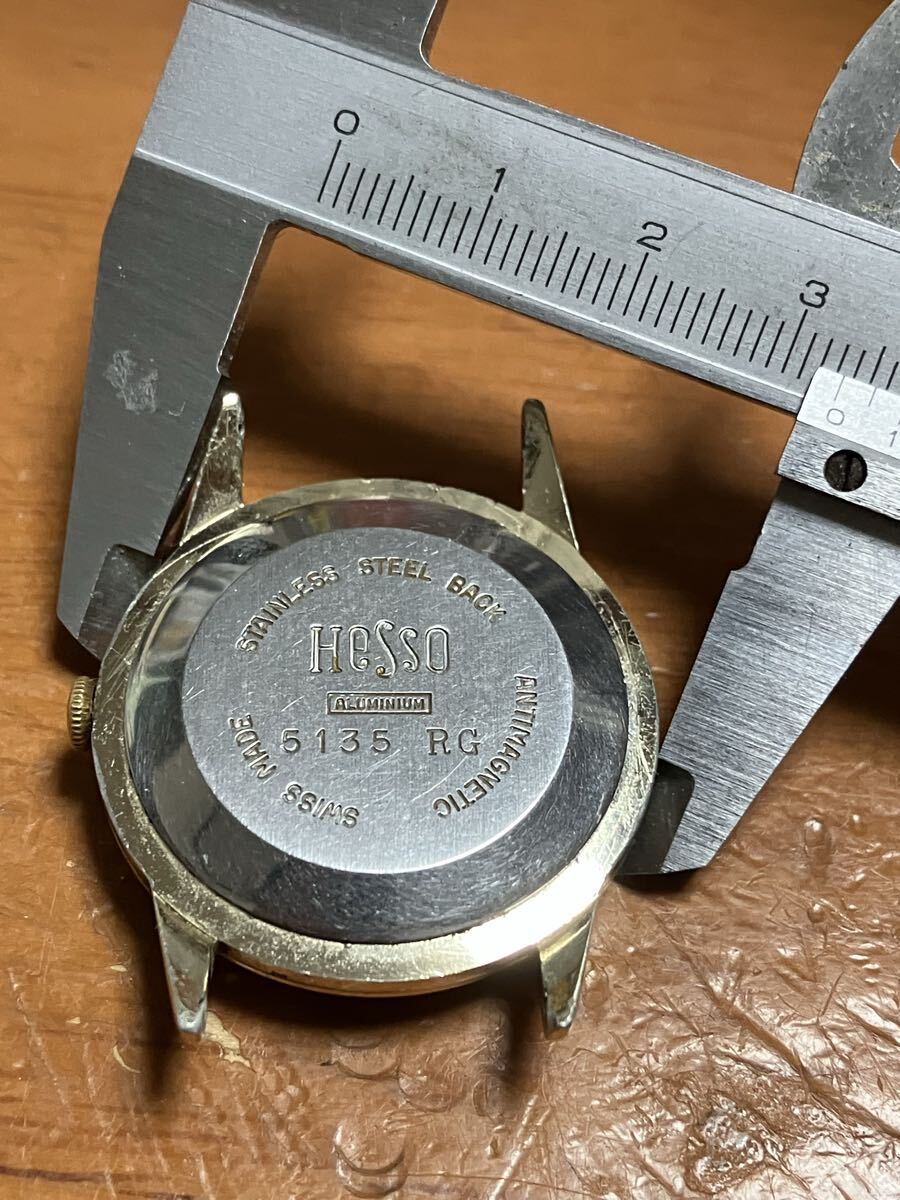 0 1 2 3
0 1
STAINLESS STEEL BACK
Hesso
ALUMINIUM
5135 RG
ANTIMAGNETIC
SWISS MADE